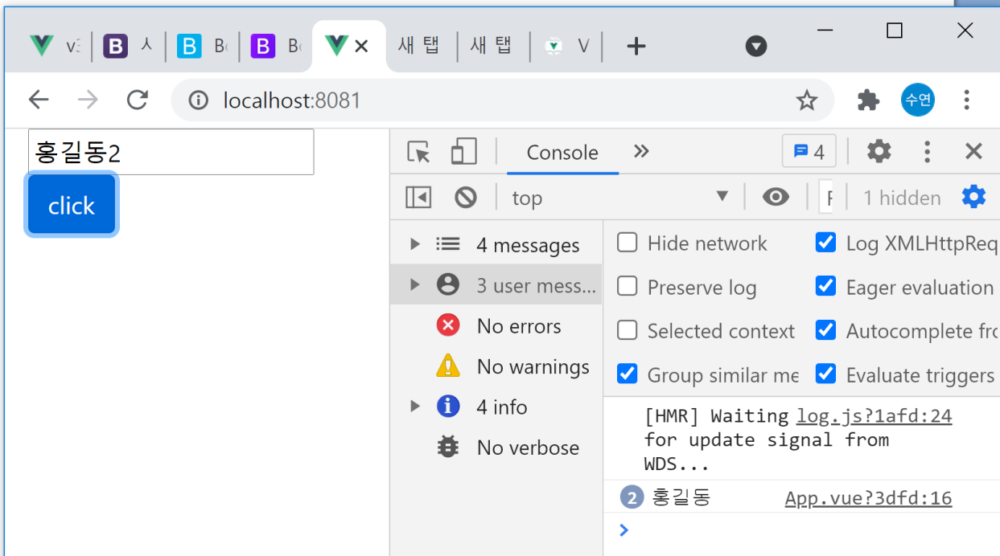 B
ㅅ
B
B
B
B
새 탭
새 탭
V
localhost:8081
수연
홍길동2
click
Console
4
top
1 hidden
4 messages
3 user mess...
No errors
No warnings
4 info
No verbose
Hide network
Log XMLHttpReq
Preserve log
Eager evaluation
Selected context
Autocomplete fro
Group similar me
Evaluate triggers
[HMR] Waiting log.js?1afd:24
for update signal from
WDS...
2 홍길동 App.vue?3dfd:16